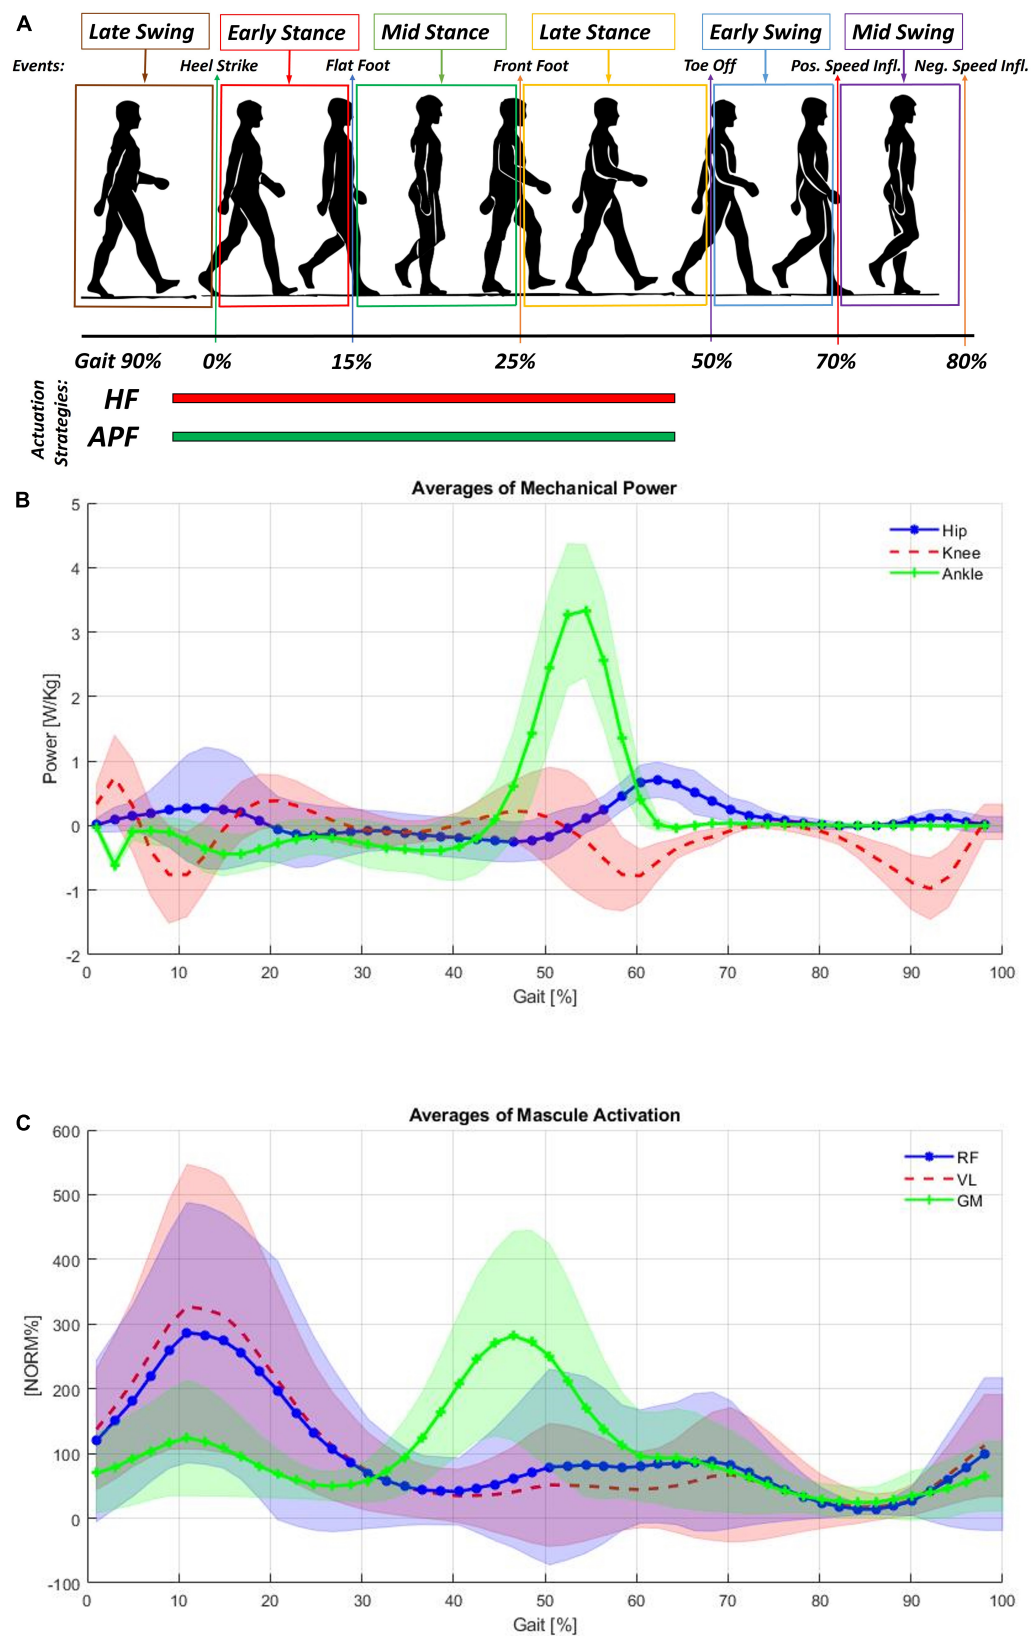 A
Late Swing
Early Stance
Mid Stance
Late Stance
Early Swing
Mid Swing
Events:
Heel Strike
Flat Foot
Front Foot
Toe Off
Pos. Speed Infl.
Neg. Speed Infl.
Gait 90%
0%
15%
25%
50%
70%
80%
Actuation
Strategies:
HF
APF
B
Averages of Mechanical Power
Hip
Knee
Ankle
Power [W/Kg]
5
4
3
2
1
0
-1
-2
0 10 20 30 40 50 60 70 80 90 100
Gait [%]
C
Averages of Mascule Activation
RF
VL
GM
[NORM%]
600
500
400
300
200
100
0
-100
0 10 20 30 40 50 60 70 80 90 100
Gait [%]